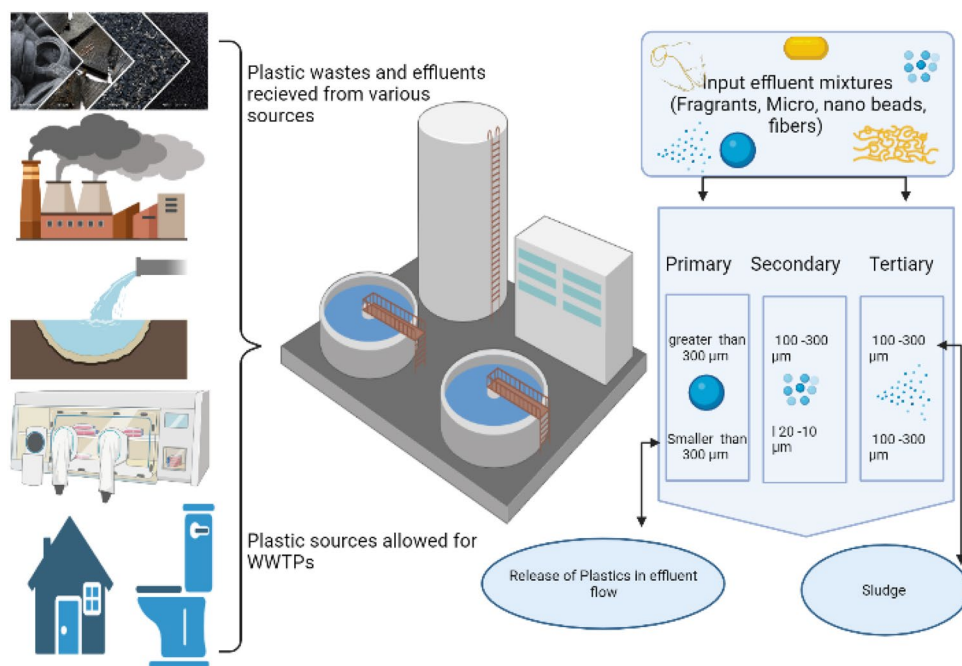 Plastic wastes and effluents
recieved from various
sources
Plastic sources allowed for
WWTPs
Input effluent mixtures
(Fragrants, Micro, nano beads,
fibers)
Primary
Secondary
Tertiary
greater than
300 μm
Smaller than
300 μm
100 -300
μm
l 20 -10
μm
100 -300
μm
100 -300
μm
Release of Plastics in effluent
flow
Sludge